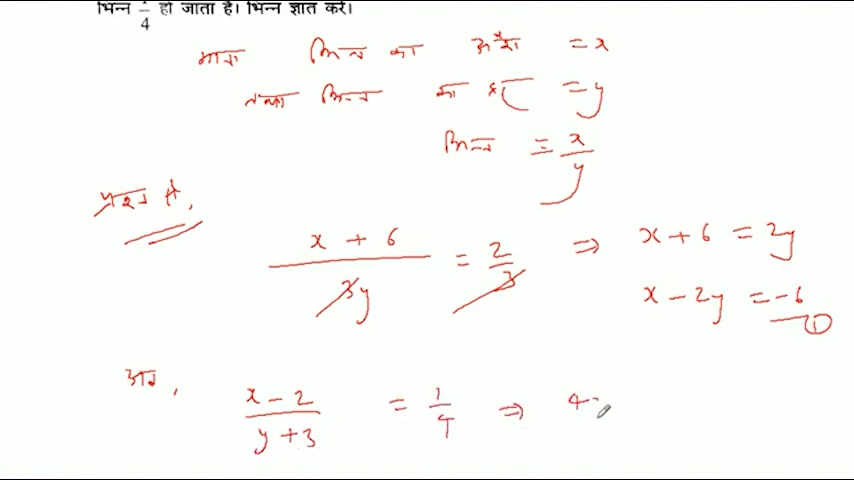 भिन्न 1/4 हो जाता है। भिन्न ज्ञात करें।
माना भिन्न का अंश = x
तथा भिन्न का हर = y
भिन्न = x/y
प्रश्न से,
(x + 6)/3y = 2/3 ⇒ x + 6 = 2y
x - 2y = -6 ①
अब, (x - 2)/(y + 3) = 1/4 ⇒ 4